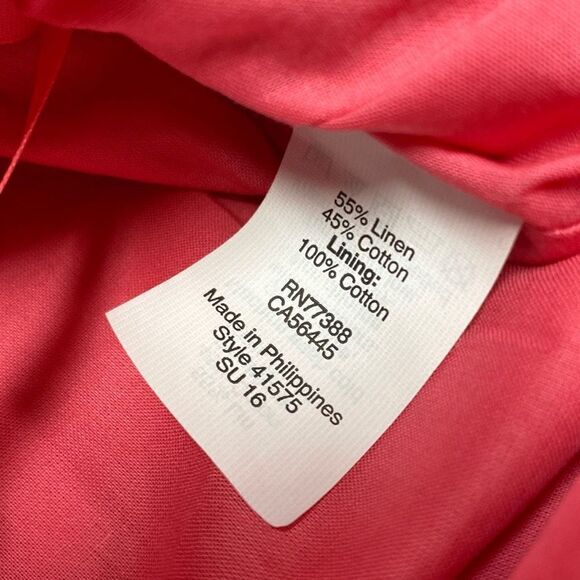 55% Linen
45% Cotton
Lining:
100% Cotton
RN77388
CA56445
Made in Philippines
Style 41575
SU 16